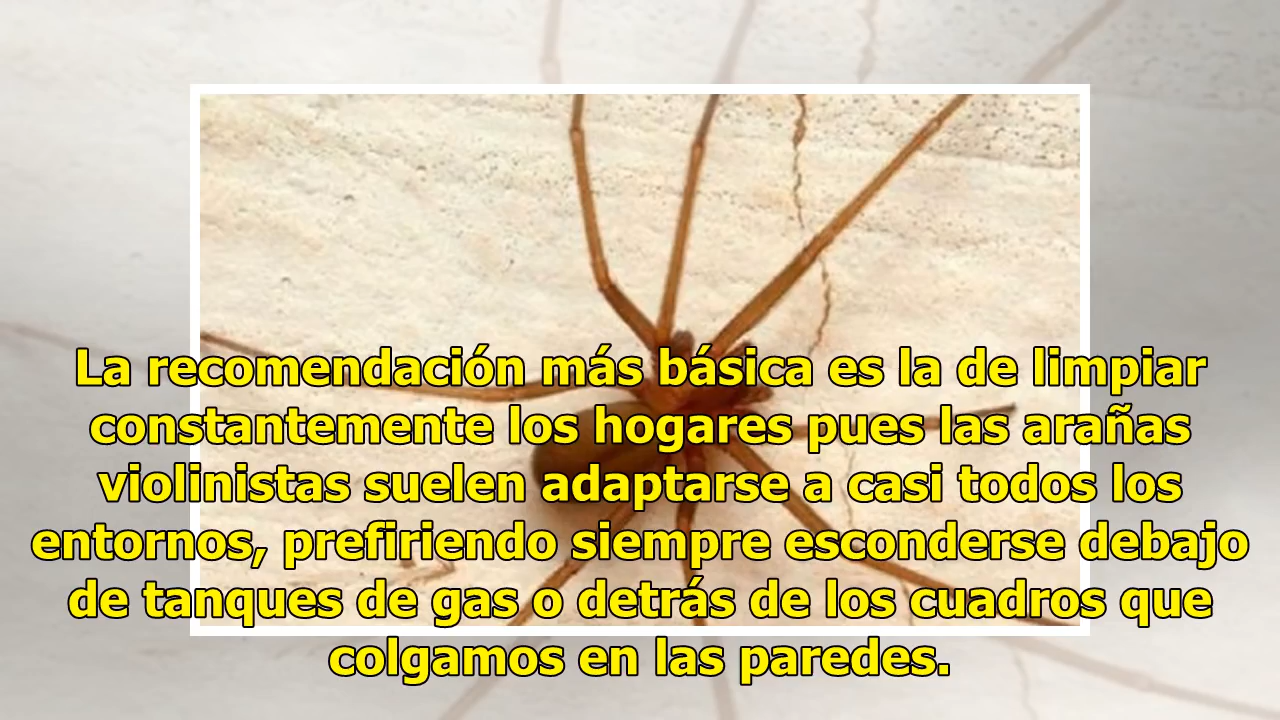 La recomendación más básica es la de limpiar
constantemente los hogares pues las arañas
violinistas suelen adaptarse a casi todos los
entornos, prefiriendo siempre esconderse debajo
de tanques de gas o detrás de los cuadros que
colgamos en las paredes.